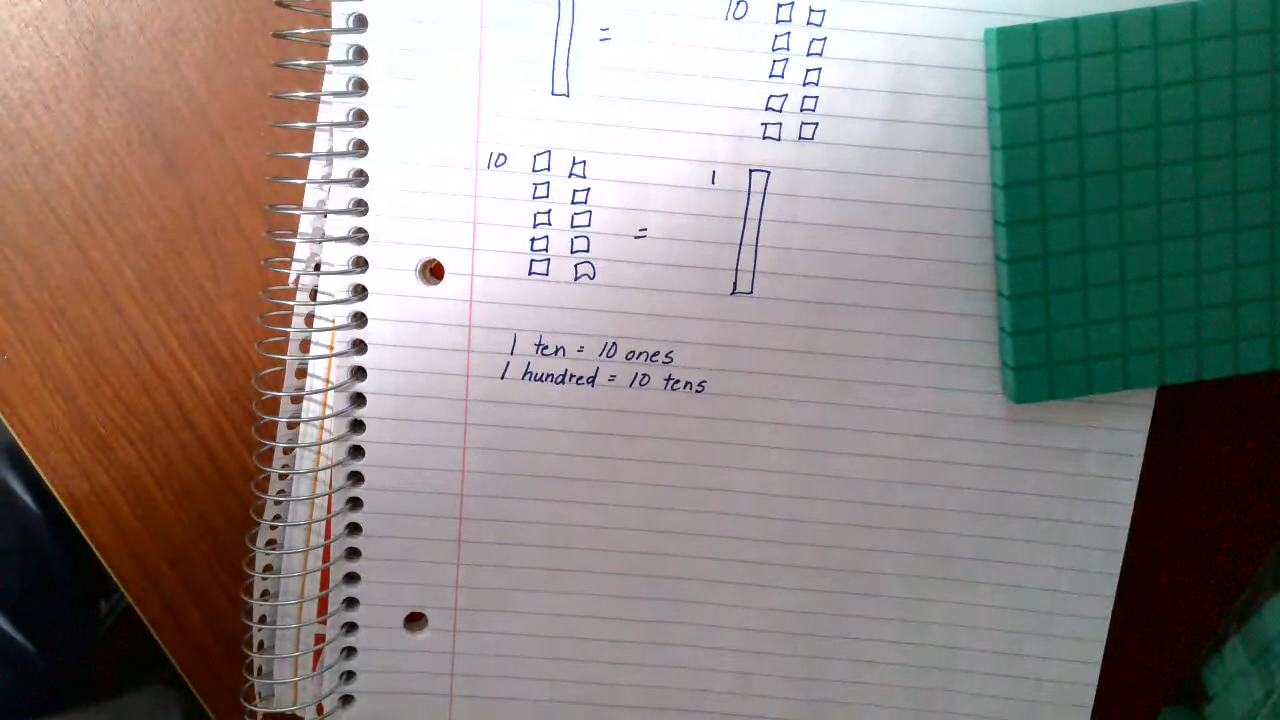 = 10
10 = 1
1 ten = 10 ones
1 hundred = 10 tens